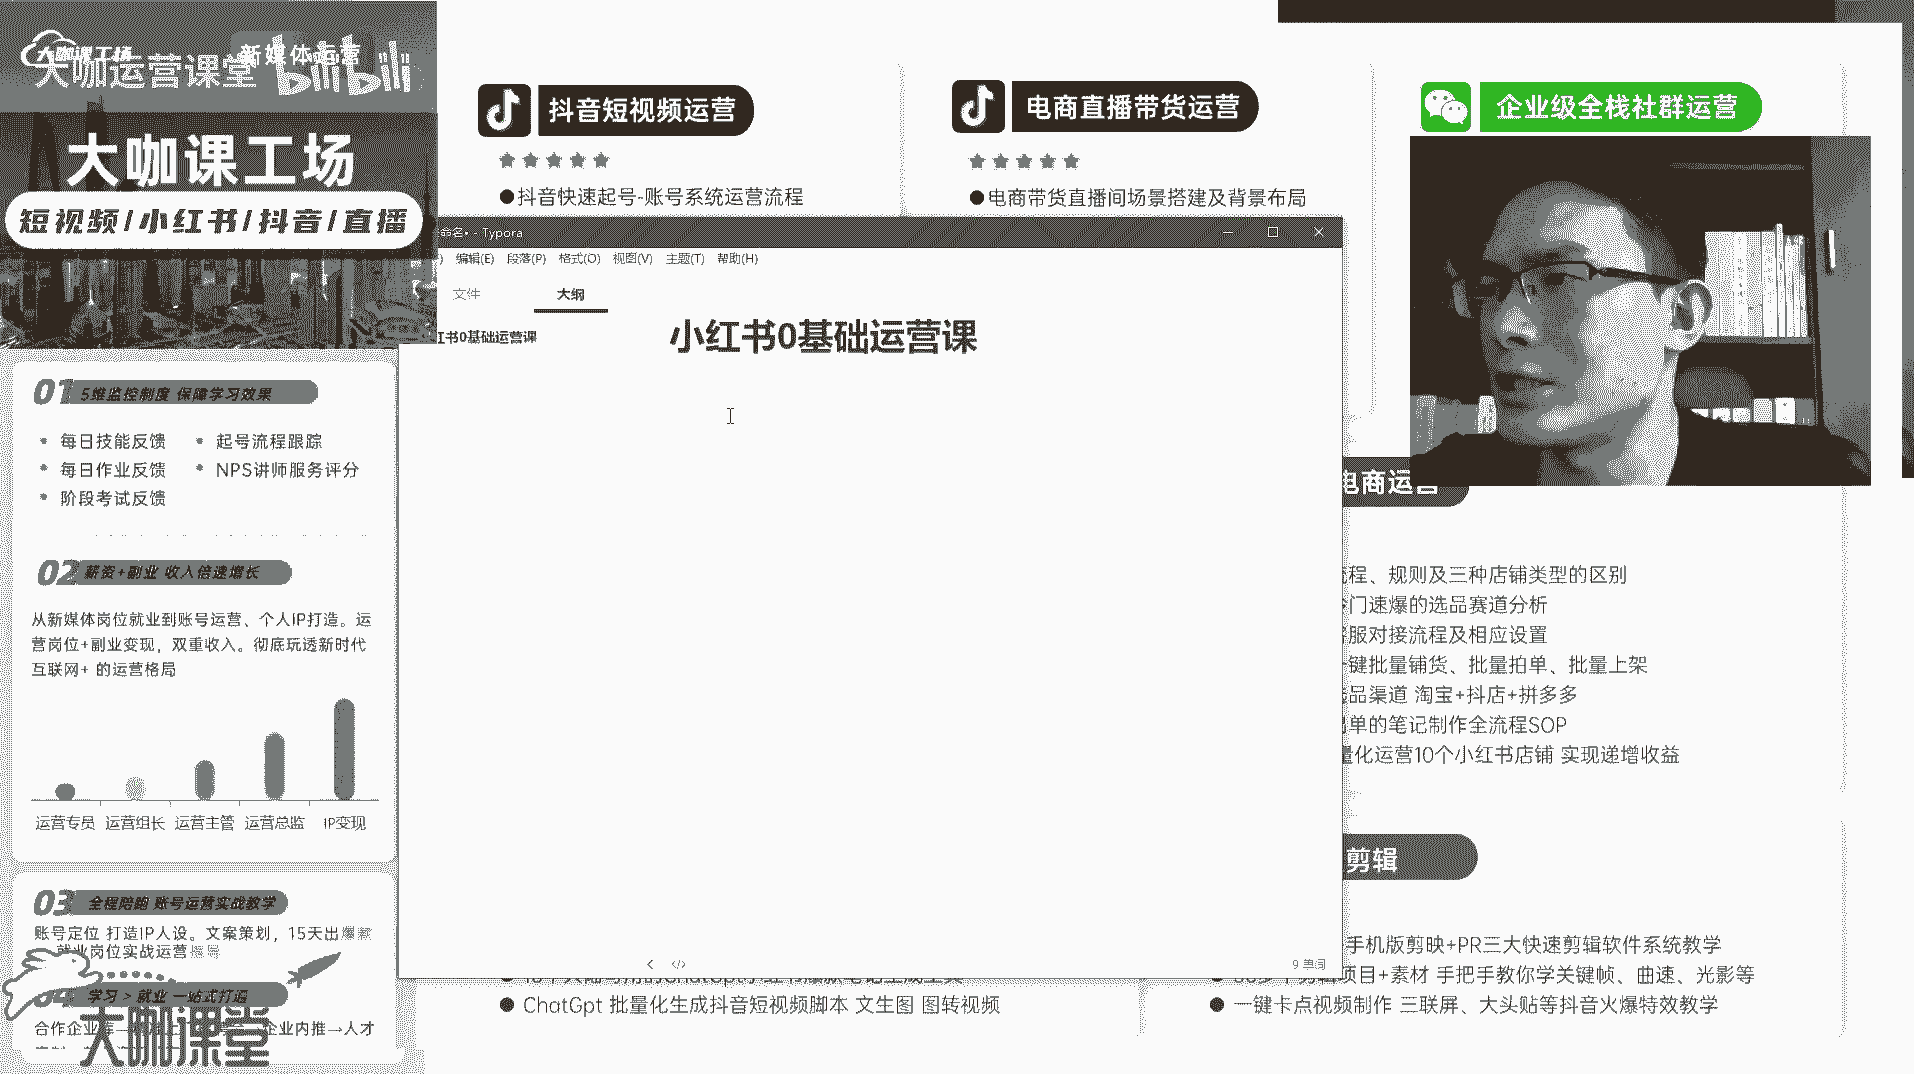 大咖课工场
新媒体运营
大咖运营课堂
bilibili
大咖课工场
短视频/小红书/抖音/直播
01 5维监控制度 保障学习效果
每日技能反馈
起号流程跟踪
每日作业反馈
NPS讲师服务评分
阶段考试反馈
02 薪资+副业 收入倍速增长
从新媒体岗位就业到账号运营、个人IP打造。运
营岗位+副业变现，双重收入。彻底玩透新时代
互联网+ 的运营格局
运营专员 运营组长 运营主管 运营总监 IP变现
03 全程陪跑 账号运营实战教学
账号定位 打造IP人设。文案策划，15天出爆款
就业岗位实战运营
04 学习 > 就业 一站式打造
合作企业库
企业内推→人才
大咖课堂
抖音短视频运营
●抖音快速起号-账号系统运营流程
电商直播带货运营
●电商带货直播间场景搭建及背景布局
企业级全栈社群运营
命名• - Typora
编辑(E) 段落(P) 格式(O) 视图(V) 主题(T) 帮助(H)
文件 大纲
红书0基础运营课
小红书0基础运营课
9 单词
电商运营
流程、规则及三种店铺类型的区别
门速爆的选品赛道分析
客服对接流程及相应设置
一键批量铺货、批量拍单、批量上架
选品渠道 淘宝+抖店+拼多多
出单的笔记制作全流程SOP
量化运营10个小红书店铺 实现递增收益
剪辑
手机版剪映+PR三大快速剪辑软件系统教学
项目+素材 手把手教你学关键帧、曲速、光影等
● 一键卡点视频制作 三联屏、大头贴等抖音火爆特效教学
● ChatGpt 批量化生成抖音短视频脚本 文生图 图转视频